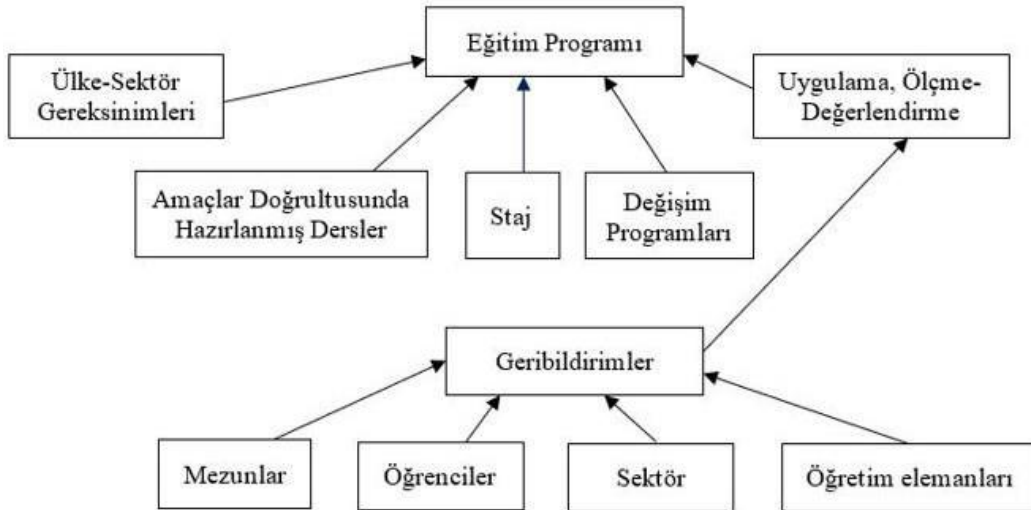 Eğitim Programı
Ülke-Sektör
Gereksinimleri
Uygulama, Ölçme-
Değerlendirme
Amaçlar Doğrultusunda
Hazırlanmış Dersler
Staj
Değişim
Programları
Geribildirimler
Mezunlar
Öğrenciler
Sektör
Öğretim elemanları